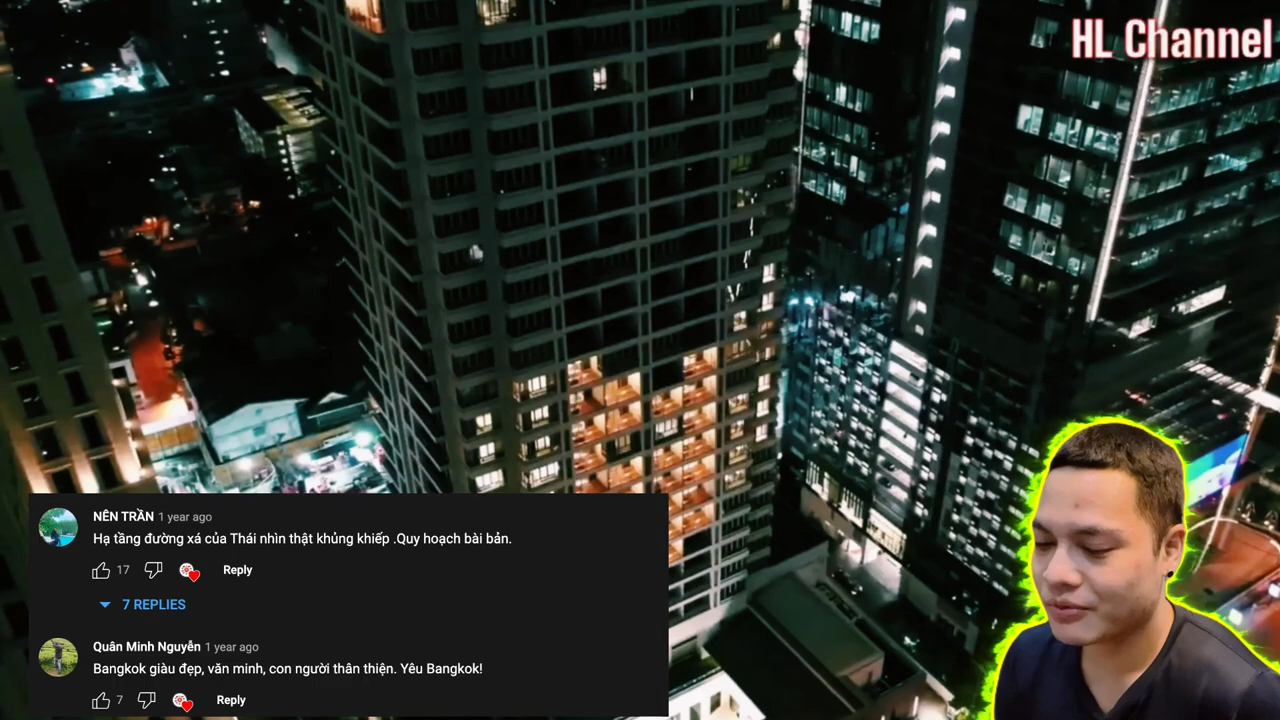 HL Channel
NÊN TRẦN 1 year ago
Hạ tầng đường xá của Thái nhìn thật khủng khiếp .Quy hoạch bài bản.
17 Reply
7 REPLIES
Quân Minh Nguyễn 1 year ago
Bangkok giàu đẹp, văn minh, con người thân thiện. Yêu Bangkok!
7 Reply